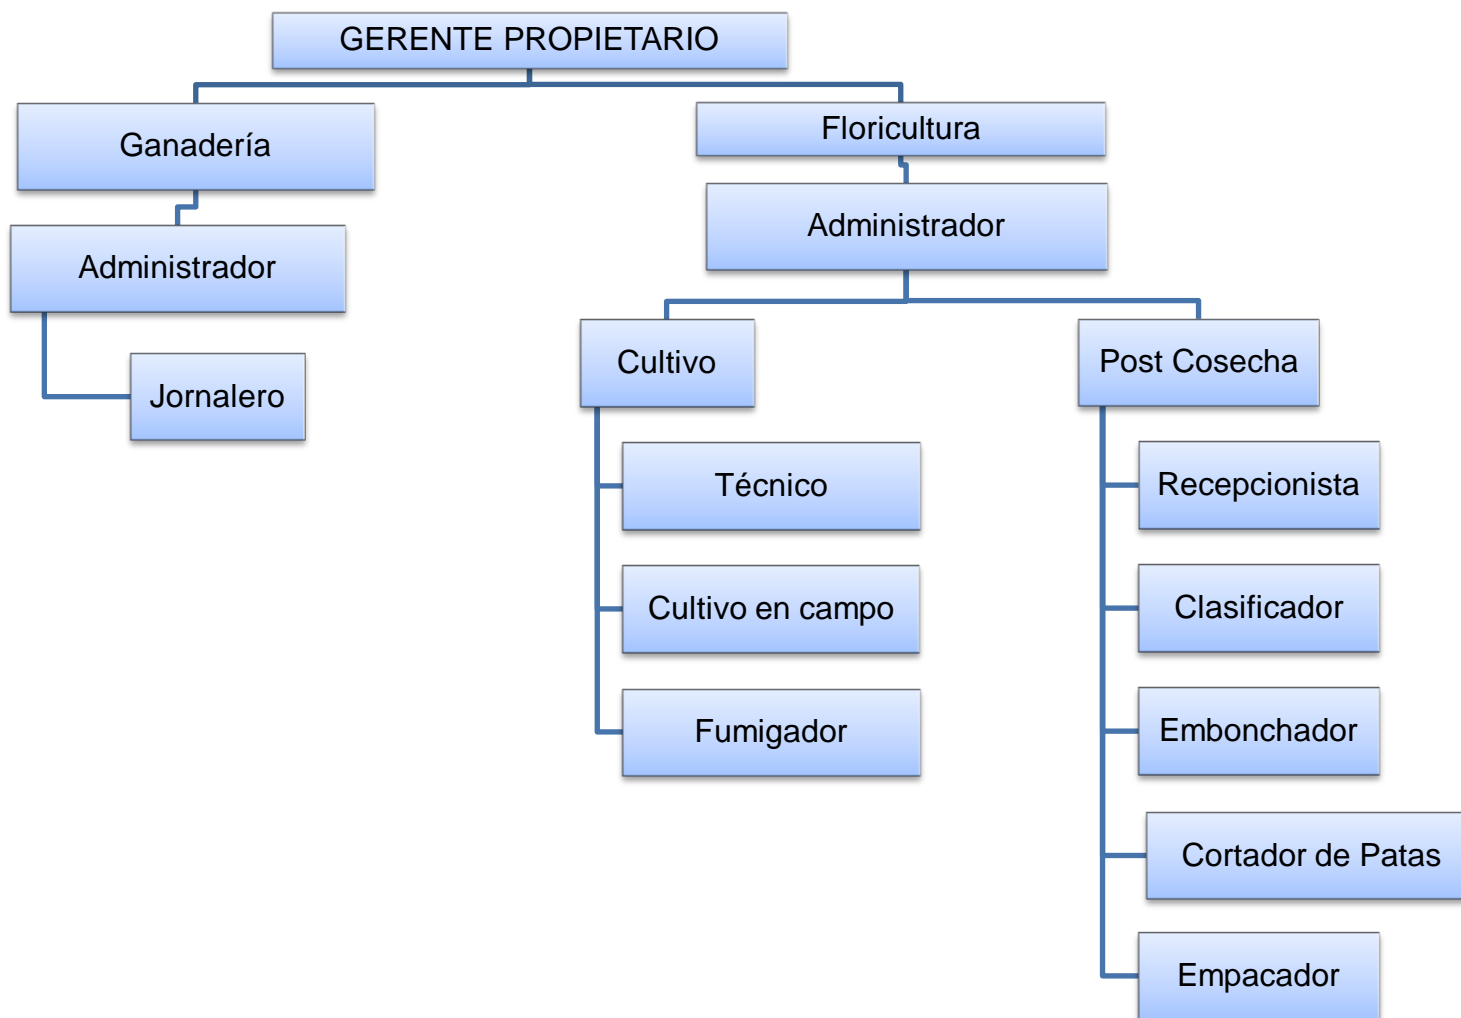 GERENTE PROPIETARIO
Ganadería
Floricultura
Administrador
Administrador
Jornalero
Cultivo
Post Cosecha
Técnico
Cultivo en campo
Fumigador
Recepcionista
Clasificador
Embonchador
Cortador de Patas
Empacador